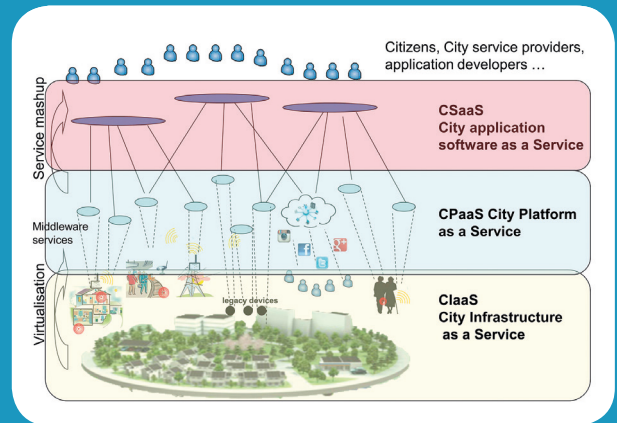 Citizens, City service providers,
application developers ...
Service mashup
CSaaS
City application
software as a Service
Middleware
services
CPaaS City Platform
as a Service
Virtualisation
legacy devices
CIaaS
City Infrastructure
as a Service